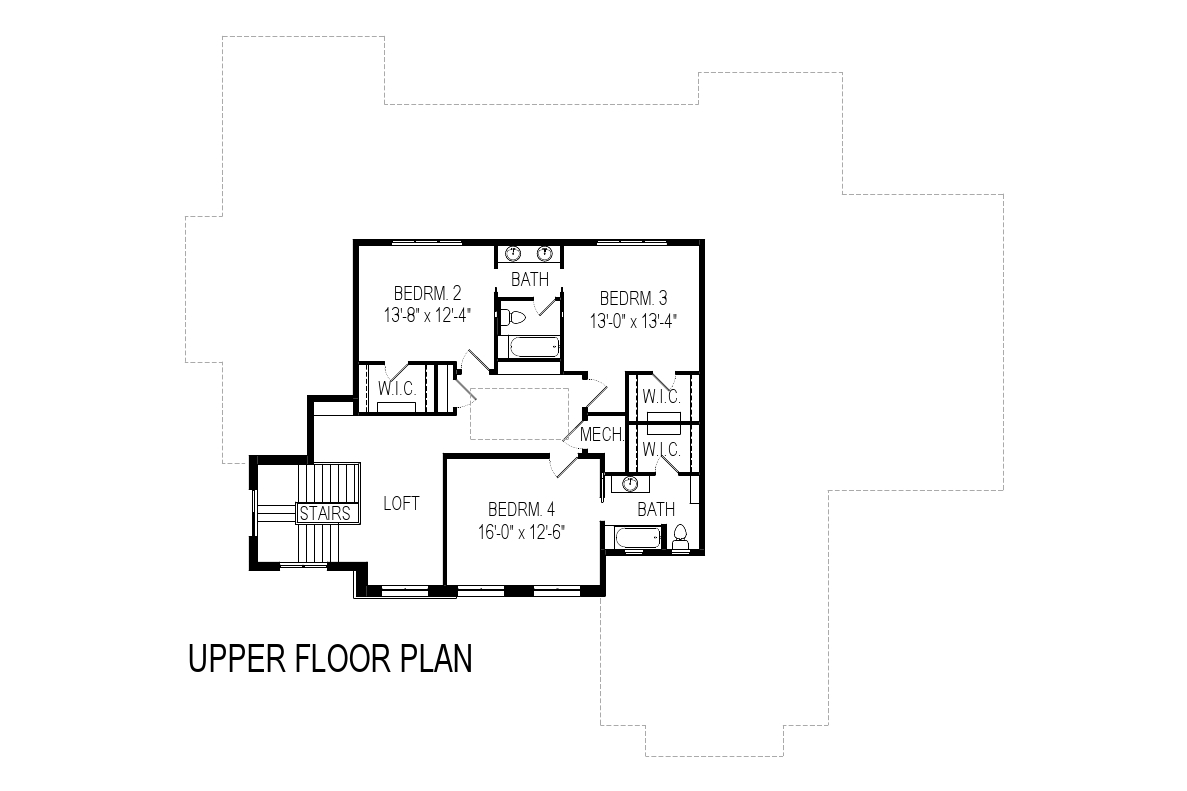 BATH
BEDRM. 2
13'-8" x 12'-4"
BEDRM. 3
13'-0" x 13'-4"
W.I.C.
W.I.C.
MECH.
W.I.C.
LOFT
STAIRS
BEDRM. 4
16'-0" x 12'-6"
BATH
UPPER FLOOR PLAN